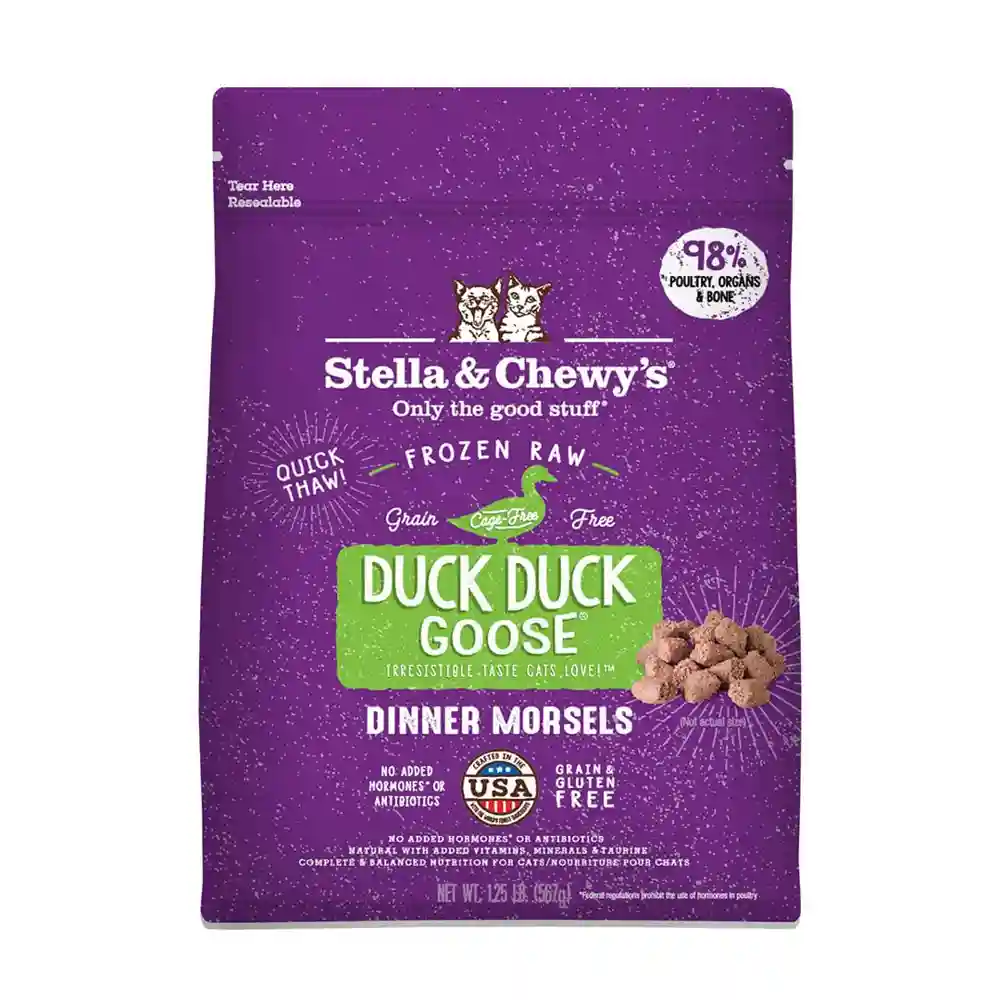 Tear Here
Resealable
98%
POULTRY, ORGANS
& BONE
Stella & Chewy's®
Only the good stuff®
FROZEN RAW
QUICK
THAW!
Grain Cage-Free Free
DUCK DUCK
GOOSE®
IRRESISTIBLE TASTE CATS LOVE!™
DINNER MORSELS
(Not actual size)
NO ADDED
HORMONES* OR
ANTIBIOTICS
CRAFTED IN THE
USA
GRAIN &
GLUTEN
FREE
NO ADDED HORMONES* OR ANTIBIOTICS
NATURAL WITH ADDED VITAMINS, MINERALS & TAURINE
COMPLETE & BALANCED NUTRITION FOR CATS/NOURRITURE POUR CHATS
NET WT. 1.25 LB. (567g)
*Federal regulations prohibit the use of hormones in poultry